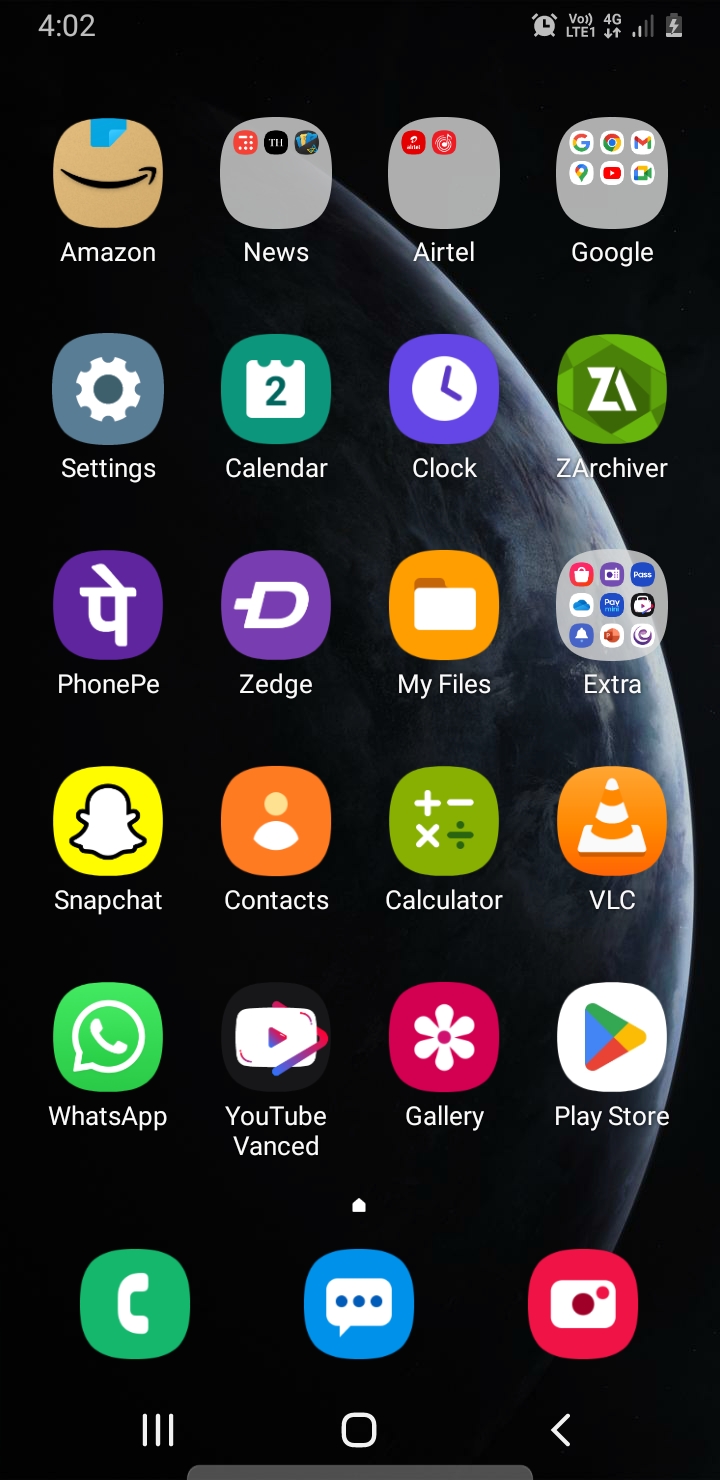 4:02
Vo))
LTE1
4G
TH
airtel
Amazon
News
Airtel
Google
2
ZA
Settings
Calendar
Clock
ZArchiver
पे
Pass
Pay
mini
PhonePe
Zedge
My Files
Extra
Snapchat
Contacts
Calculator
VLC
WhatsApp
YouTube
Vanced
Gallery
Play Store